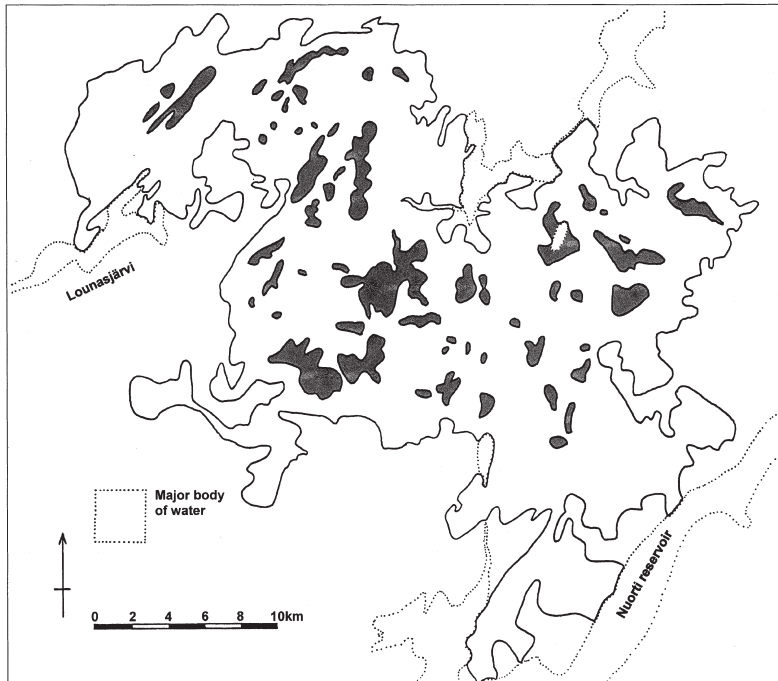 Lounasjärvi
Major body
of water
0 2 4 6 8 10km
Nuorti reservoir